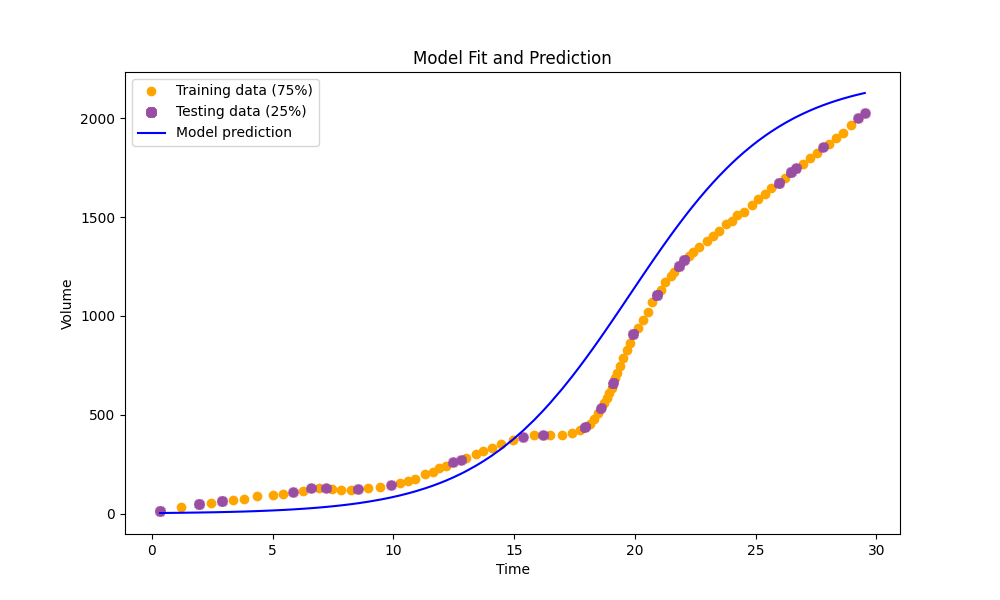 Model Fit and Prediction
Training data (75%)
Testing data (25%)
Model prediction
Volume
2000
1500
1000
500
0
0 5 10 15 20 25 30
Time